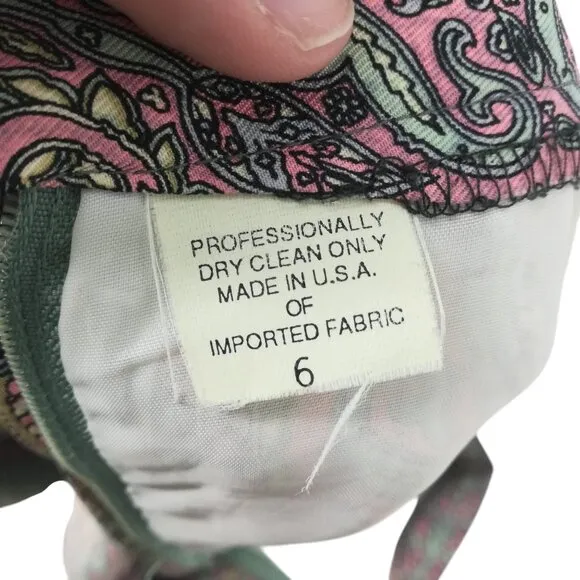 PROFESSIONALLY
DRY CLEAN ONLY
MADE IN U.S.A.
OF
IMPORTED FABRIC
6